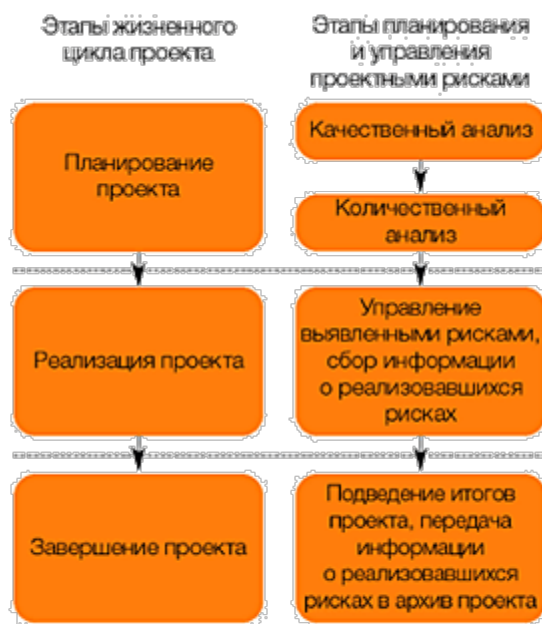 Этапы жизненного
цикла проекта
Этапы планирования
и управления
проектными рисками
Планирование
проекта
Качественный анализ
Количественный
анализ
Реализация проекта
Управление
выявленными рисками,
сбор информации
о реализовавшихся
рисках
Завершение проекта
Подведение итогов
проекта, передача
информации
о реализовавшихся
рисках в архив проекта